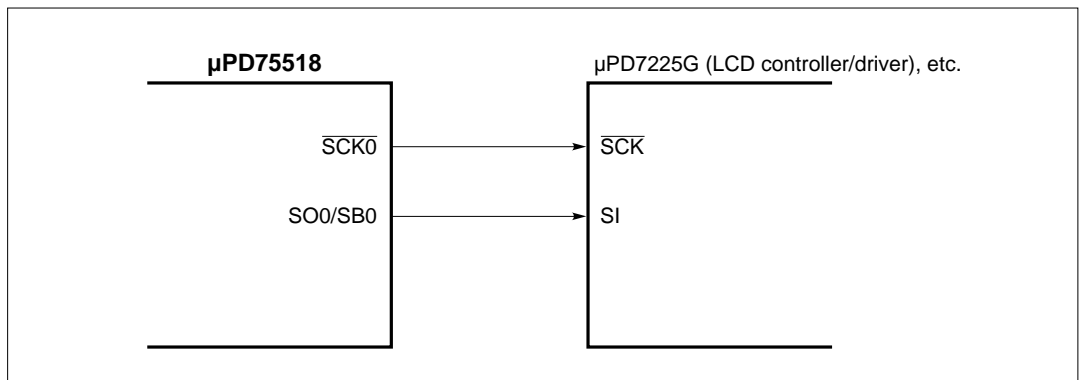 µPD75518
µPD7225G (LCD controller/driver), etc.
SCK0
SCK
SO0/SB0
SI